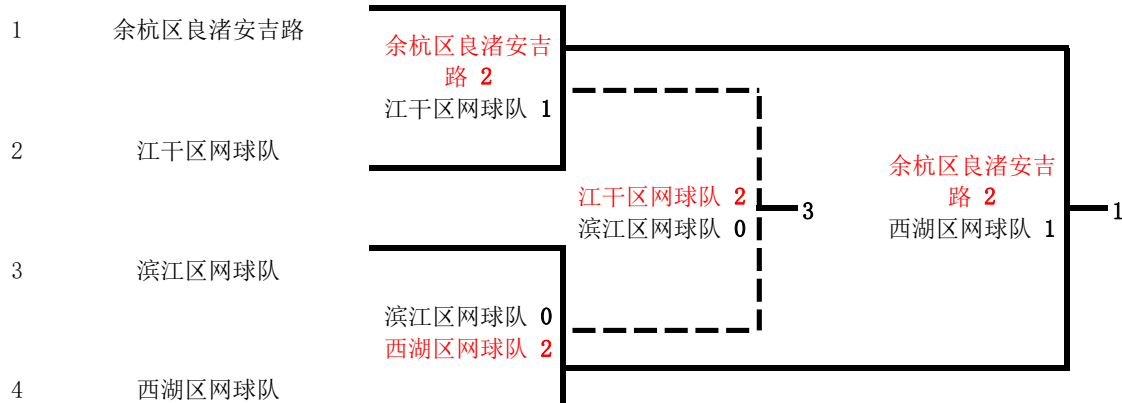 1 余杭区良渚安吉路
余杭区良渚安吉
路 2
江干区网球队 1
2 江干区网球队
江干区网球队 2
滨江区网球队 0
3
余杭区良渚安吉
路 2
西湖区网球队 1
1
3 滨江区网球队
滨江区网球队 0
西湖区网球队 2
4 西湖区网球队